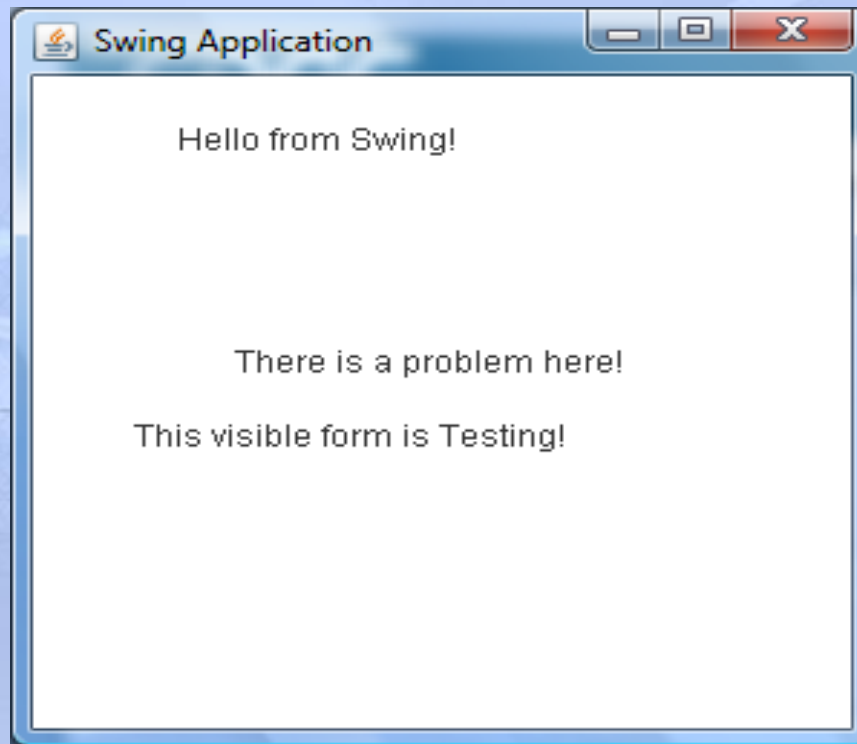 Swing Application
Hello from Swing!
There is a problem here!
This visible form is Testing!